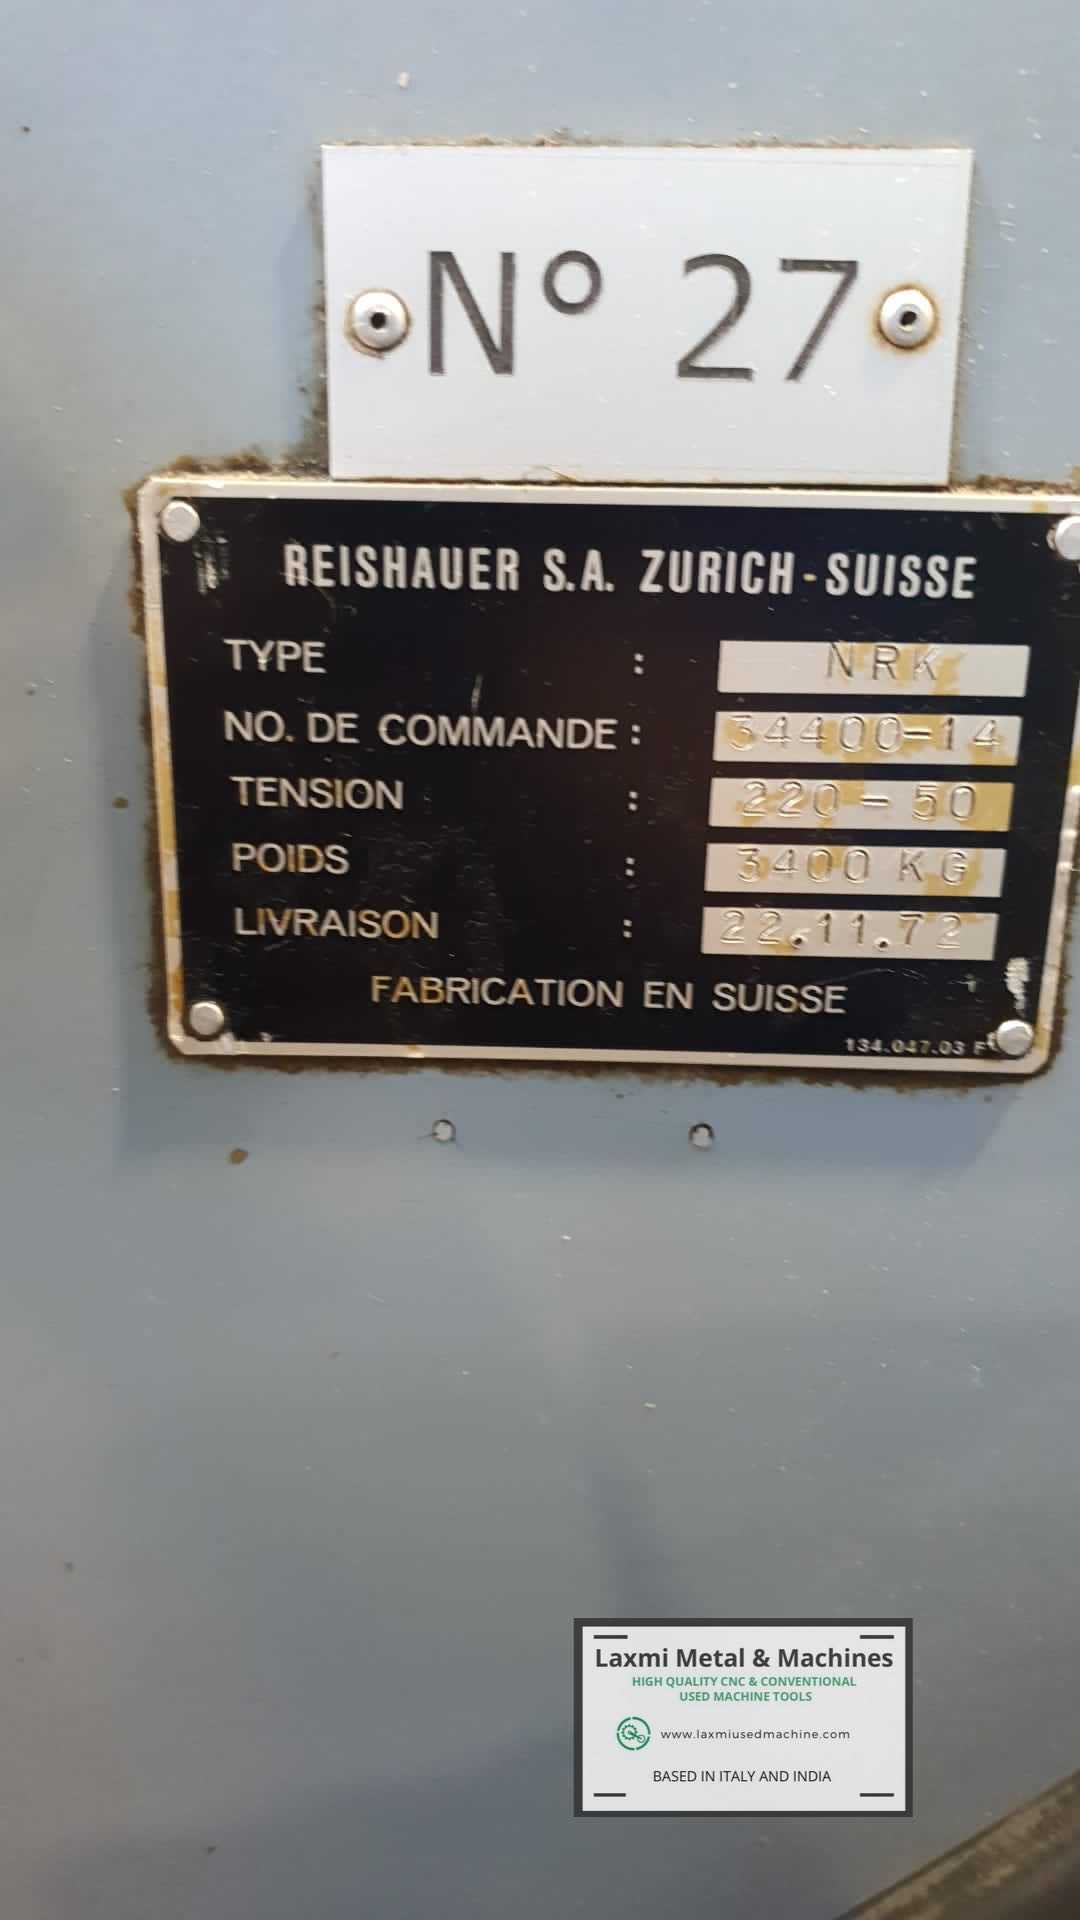 N° 27
REISHAUER S.A. ZURICH - SUISSE
TYPE : NRK
NO. DE COMMANDE : 34400-14
TENSION : 220 - 50
POIDS : 3400 KG
LIVRAISON : 22.11.72
FABRICATION EN SUISSE
134.047.03 F
Laxmi Metal & Machines
HIGH QUALITY CNC & CONVENTIONAL
USED MACHINE TOOLS
www.laxmiusedmachine.com
BASED IN ITALY AND INDIA